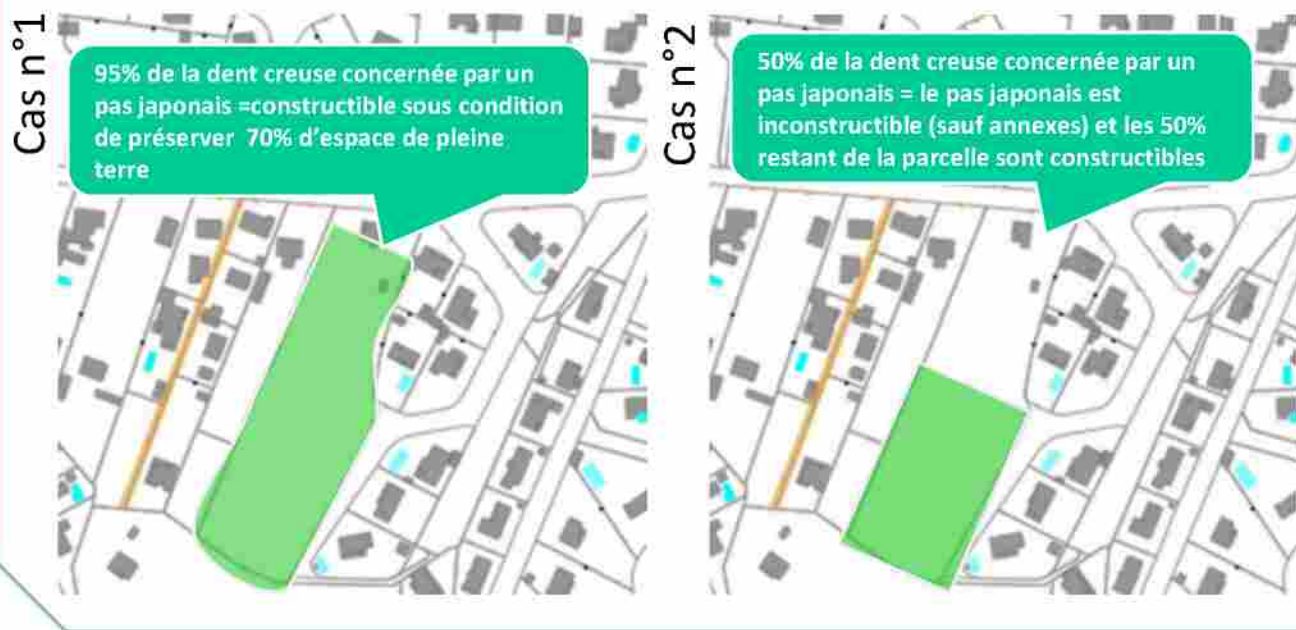 Cas n°1
95% de la dent creuse concernée par un
pas japonais =constructible sous condition
de préserver 70% d'espace de pleine
terre
Cas n°2
50% de la dent creuse concernée par un
pas japonais = le pas japonais est
inconstructible (sauf annexes) et les 50%
restant de la parcelle sont constructibles